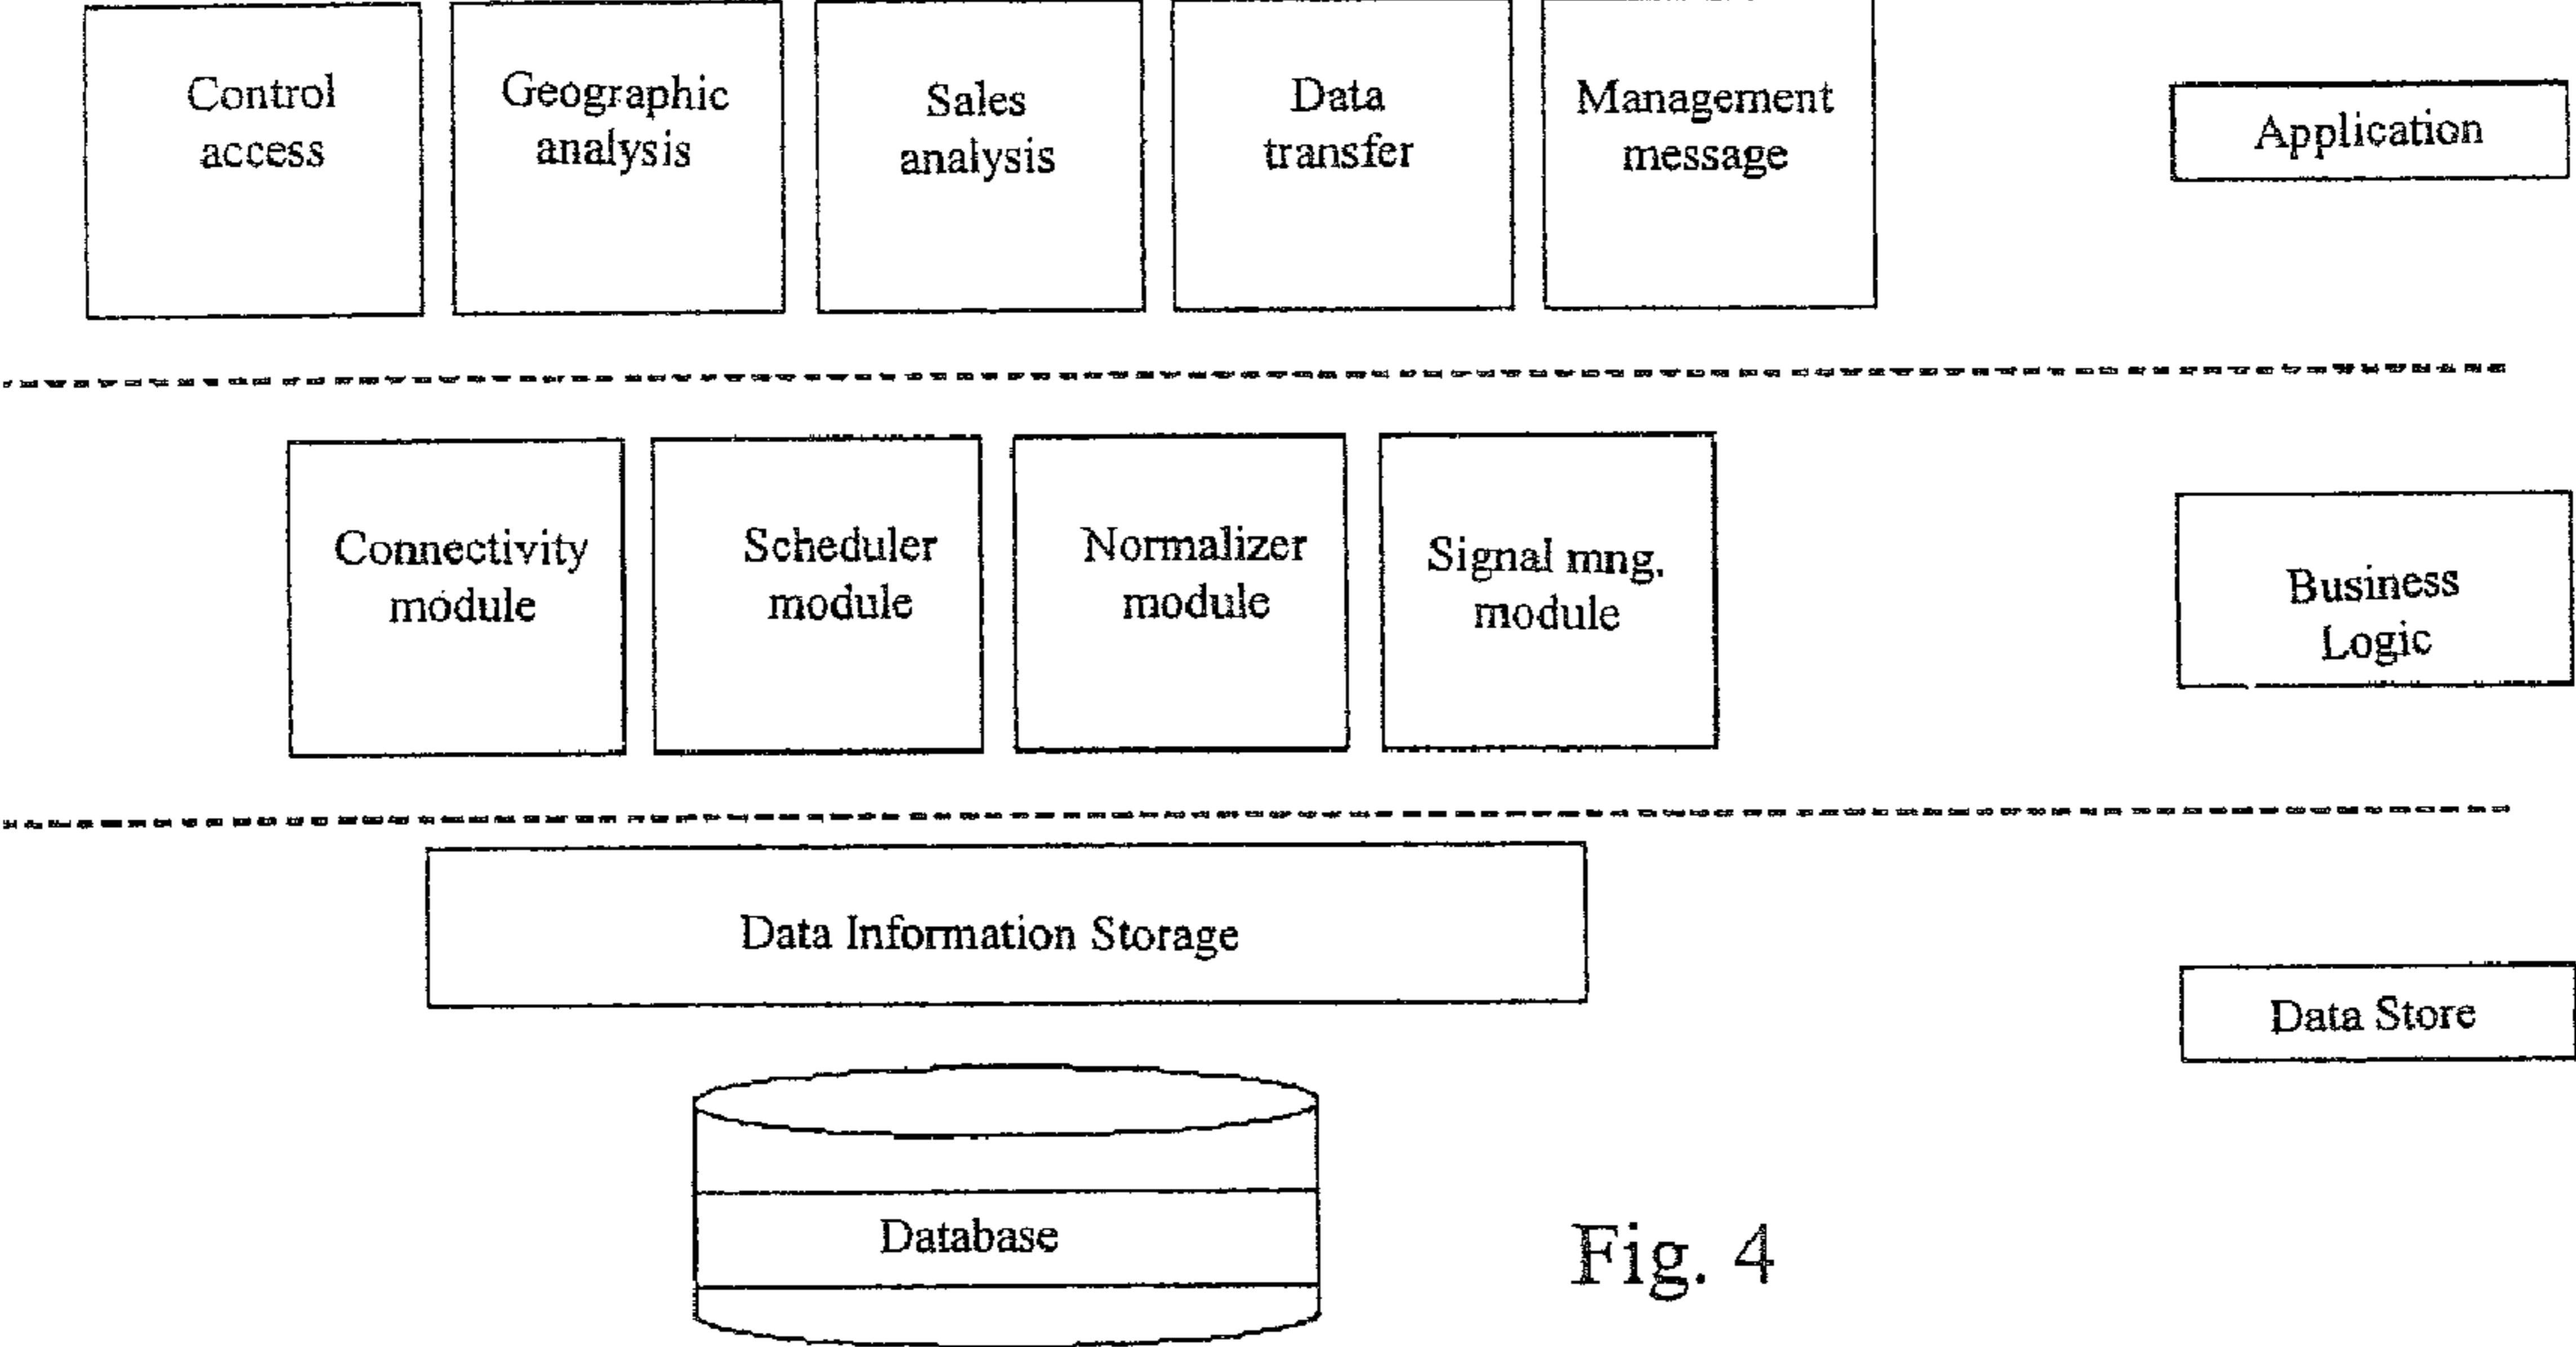 Control
access
Geographic
analysis
Sales
analysis
Data
transfer
Management
message
Application
Connectivity
module
Scheduler
module
Normalizer
module
Signal mng.
module
Business
Logic
Data Information Storage
Data Store
Database
Fig. 4